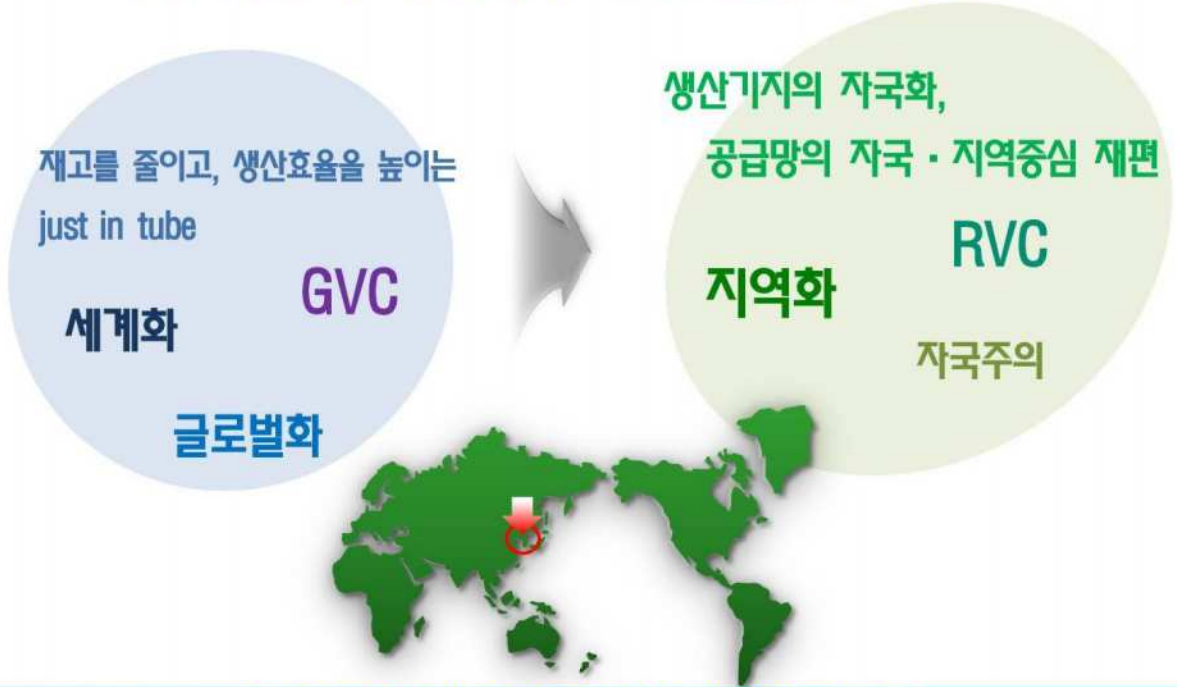 재고를 줄이고, 생산효율을 높이는
just in tube
GVC
세계화
글로벌화
생산기지의 자국화,
공급망의 자국 · 지역중심 재편
RVC
지역화
자국주의